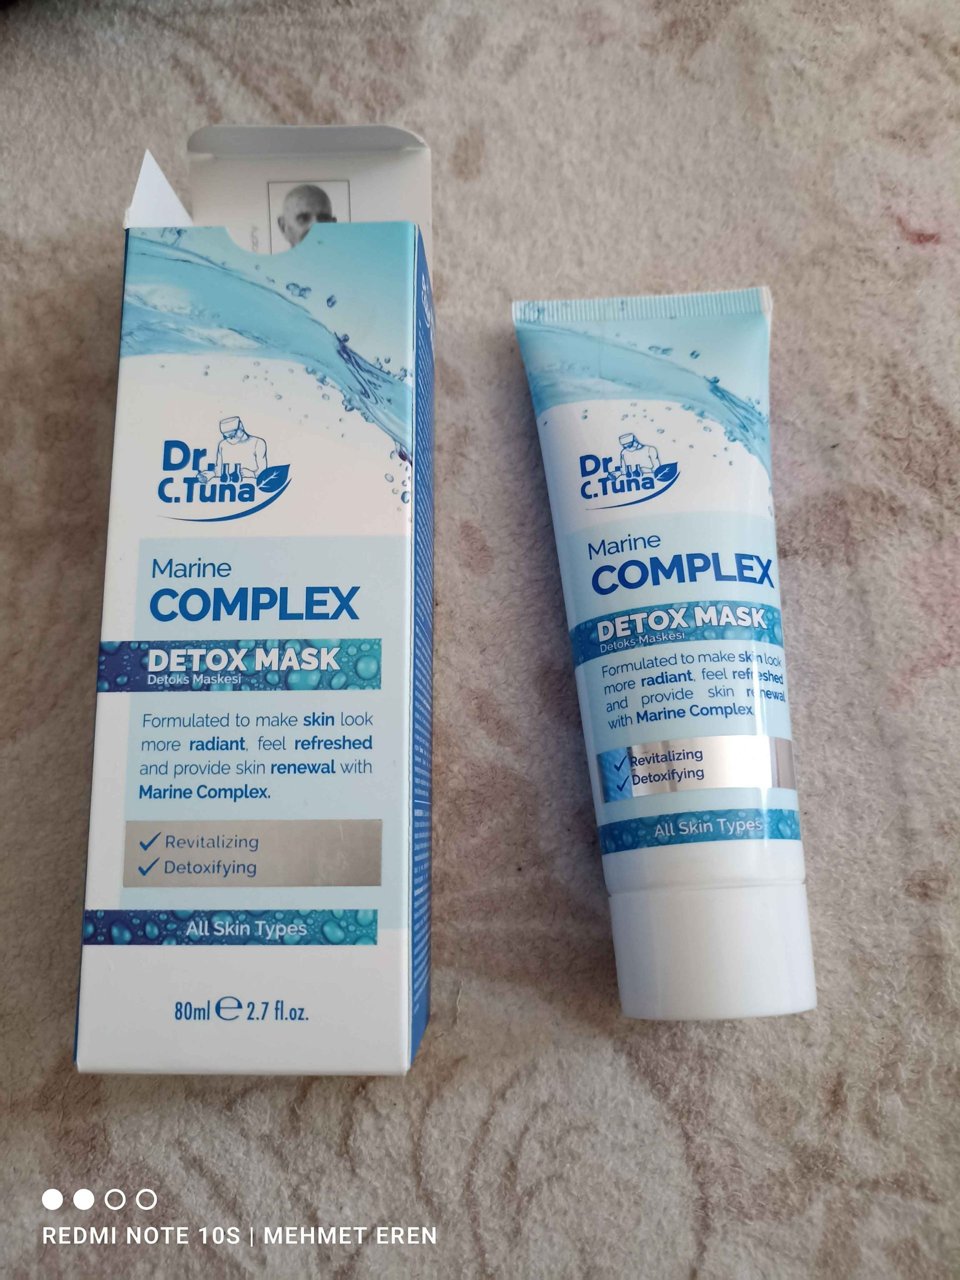 Dr.
C.Tuna
Marine
COMPLEX
DETOX MASK
Detoks Maskesi
Formulated to make skin look
more radiant, feel refreshed
and provide skin renewal with
Marine Complex.
Revitalizing
Detoxifying
All Skin Types
80ml e 2.7 fl.oz.
Dr.
C.Tuna
Marine
COMPLEX
DETOX MASK
Detoks Maskesi
Formulated to make skin look
more radiant, feel refreshed
and provide skin renewal
with Marine Complex.
Revitalizing
Detoxifying
All Skin Types
REDMI NOTE 10S | MEHMET EREN